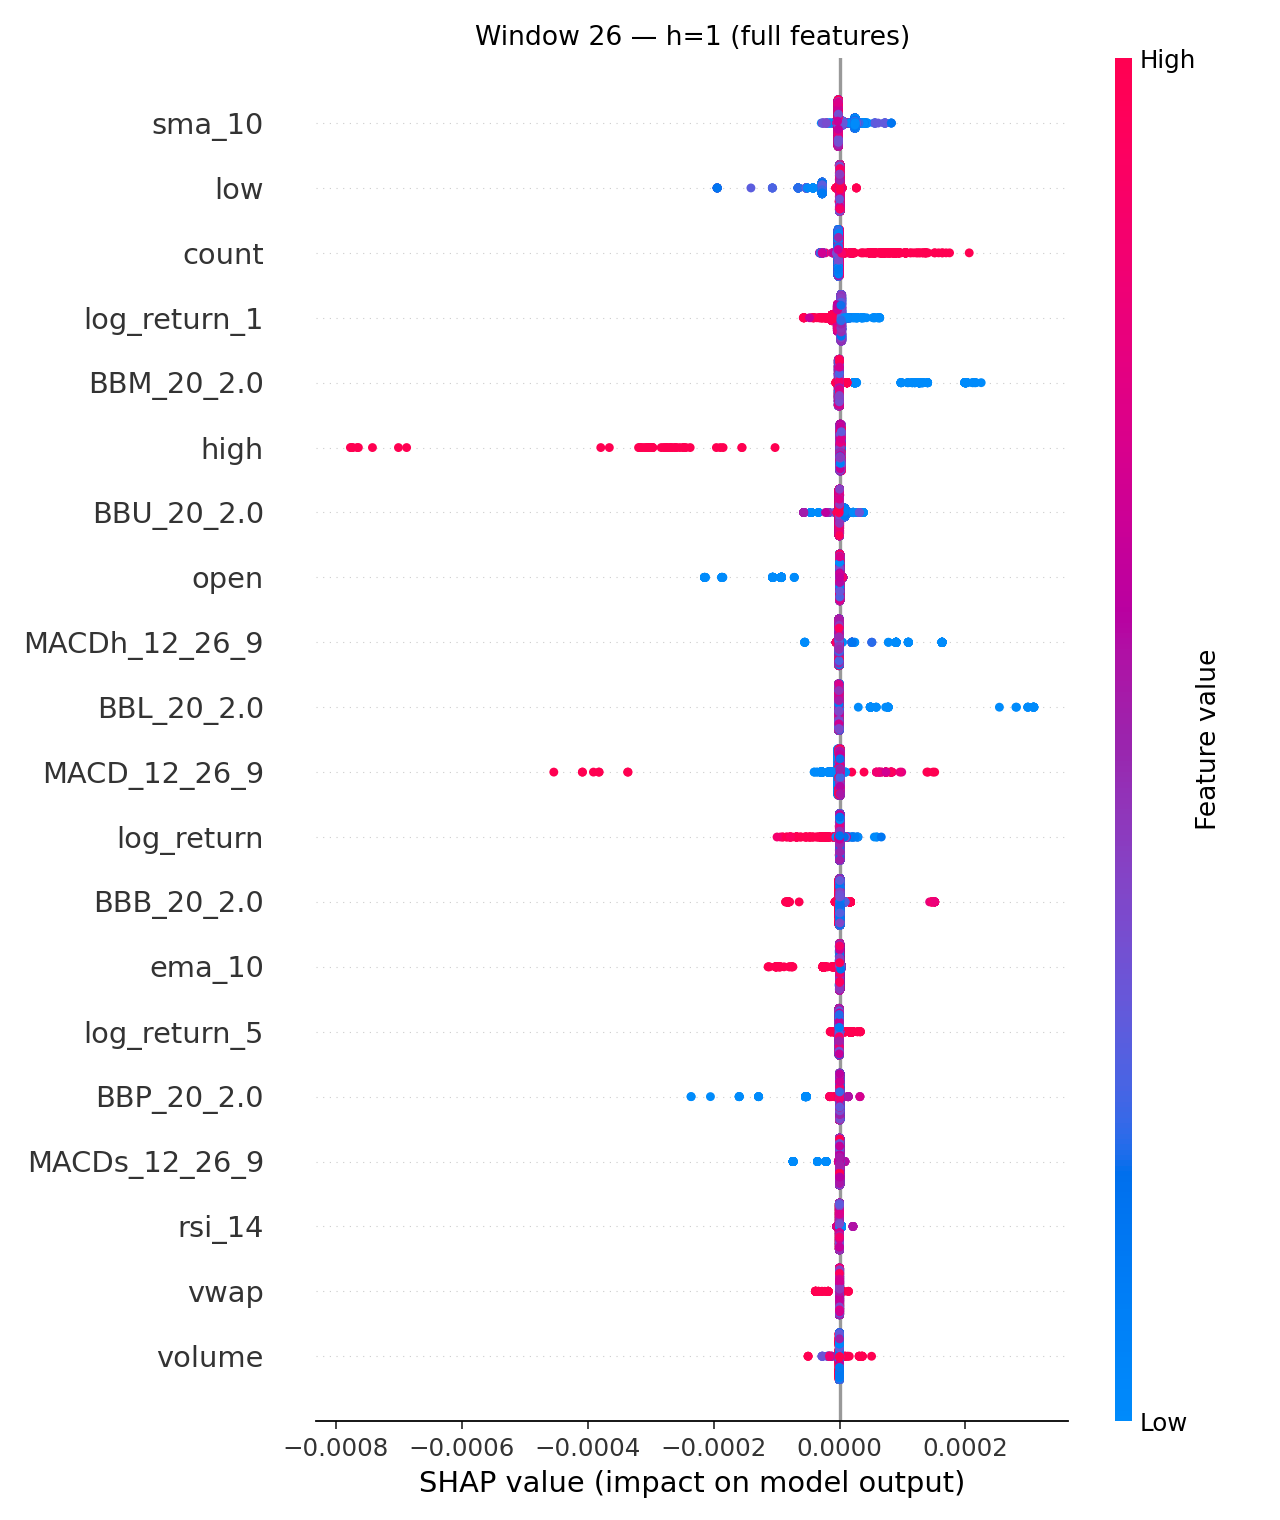 Window 26 — h=1 (full features)
High
sma_10
low
count
log_return_1
BBM_20_2.0
high
BBU_20_2.0
open
MACDh_12_26_9
BBL_20_2.0
MACD_12_26_9
log_return
BBB_20_2.0
ema_10
log_return_5
BBP_20_2.0
MACDs_12_26_9
rsi_14
vwap
volume
Feature value
Low
−0.0008 −0.0006 −0.0004 −0.0002 0.0000 0.0002
SHAP value (impact on model output)